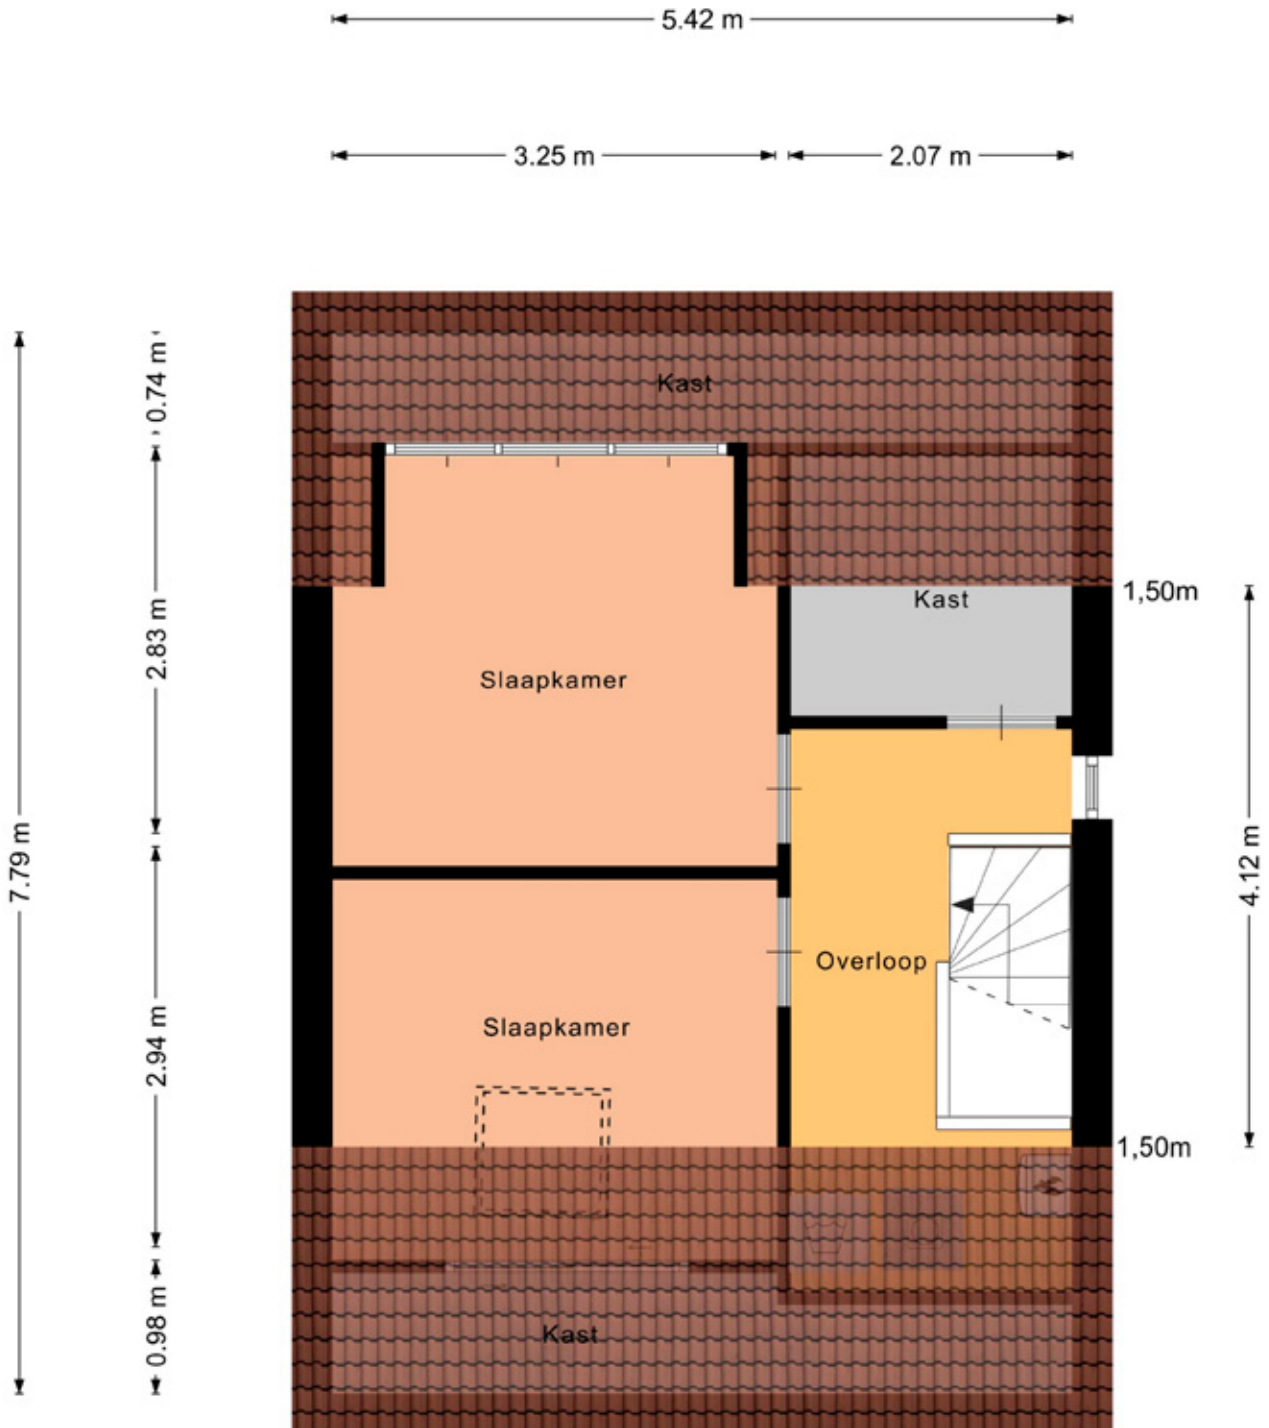 5.42 m
3.25 m
2.07 m
0.74 m
Kast
1,50m
Kast
2.83 m
Slaapkamer
7.79 m
4.12 m
Overloop
2.94 m
Slaapkamer
1,50m
0.98 m
Kast